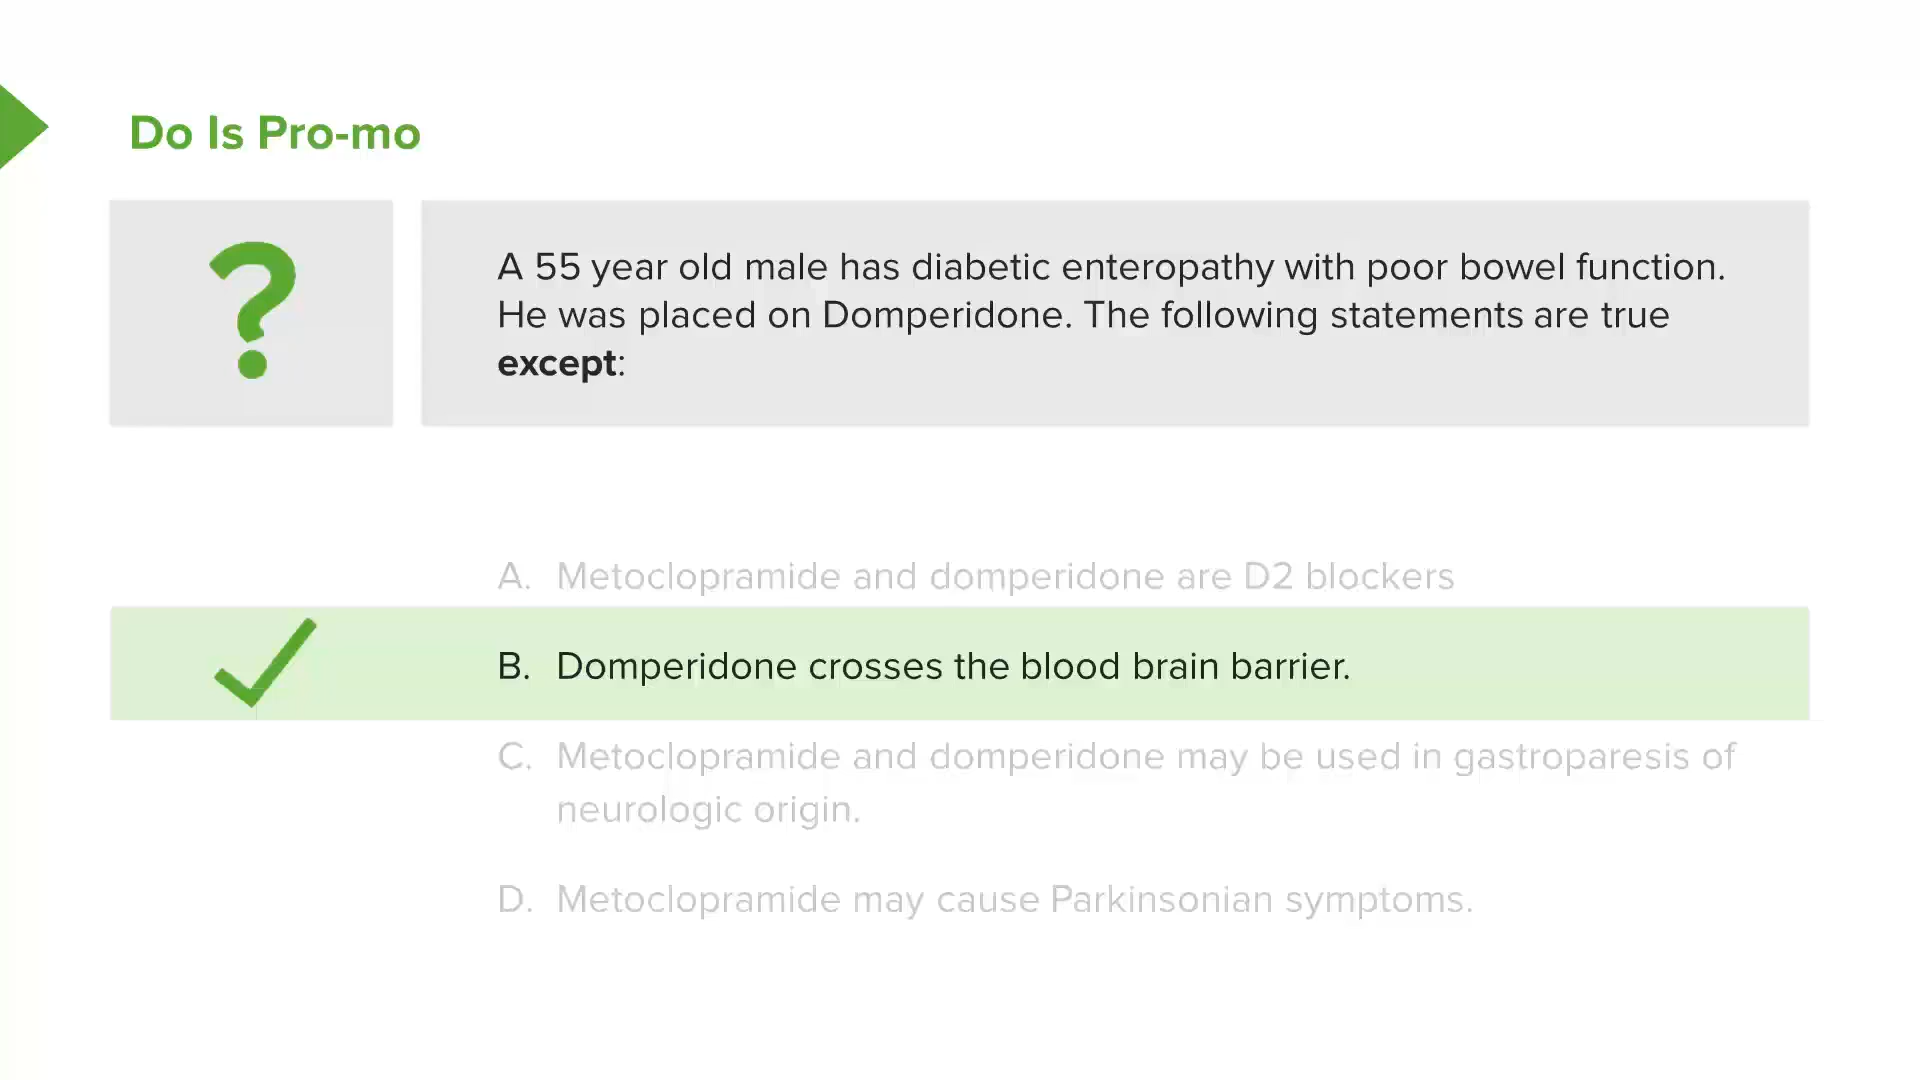 Do Is Pro-mo
?
A 55 year old male has diabetic enteropathy with poor bowel function.
He was placed on Domperidone. The following statements are true
except:
A. Metoclopramide and domperidone are D2 blockers
B. Domperidone crosses the blood brain barrier.
C. Metoclopramide and domperidone may be used in gastroparesis of
neurologic origin.
D. Metoclopramide may cause Parkinsonian symptoms.